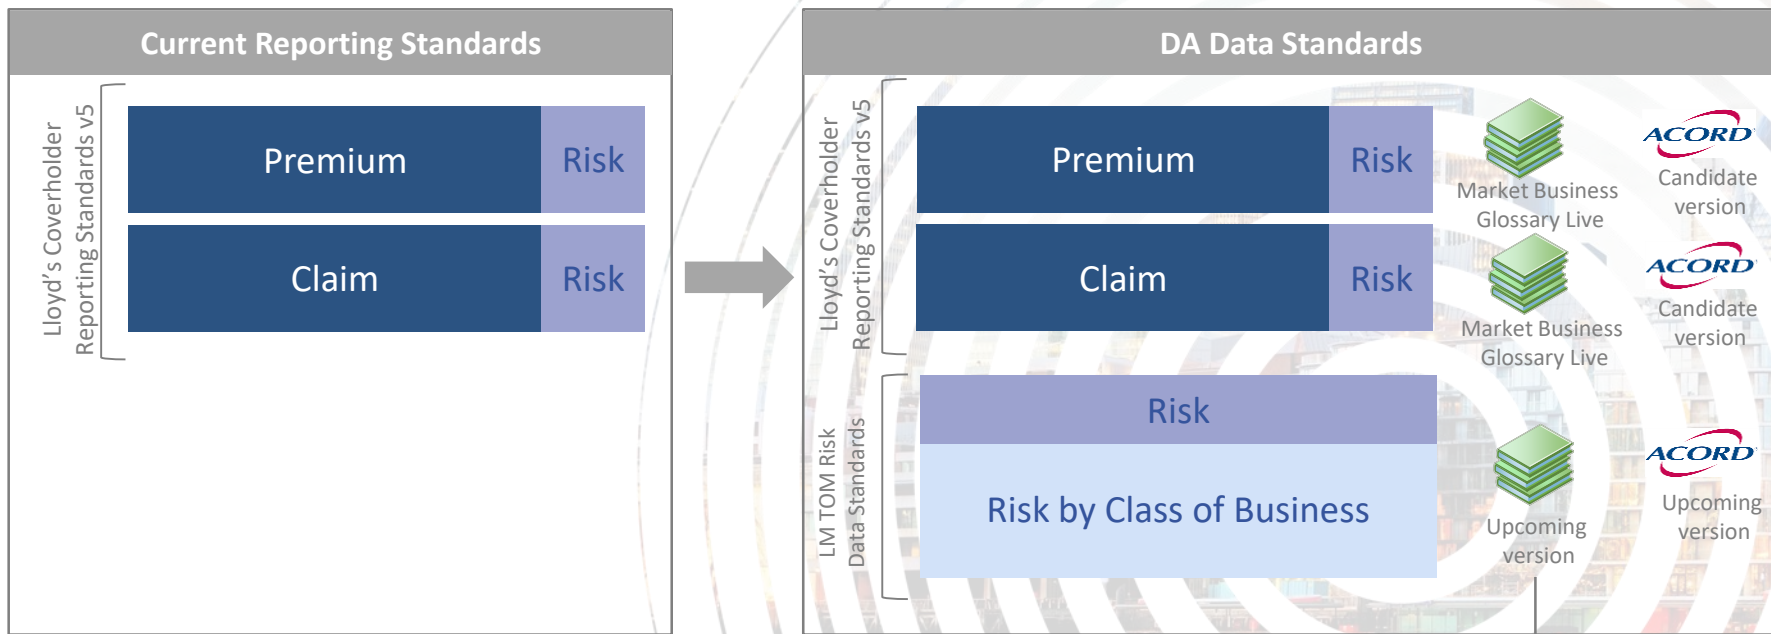 Current Reporting Standards
Lloyd's Coverholder
Reporting Standards v5
Premium
Risk
Claim
Risk
DA Data Standards
Lloyd's Coverholder
Reporting Standards v5
Premium
Risk
Market Business
Glossary Live
ACORD
Candidate
version
Claim
Risk
Market Business
Glossary Live
ACORD
Candidate
version
LM TOM Risk
Data Standards
Risk
Risk by Class of Business
Upcoming
version
ACORD
Upcoming
version